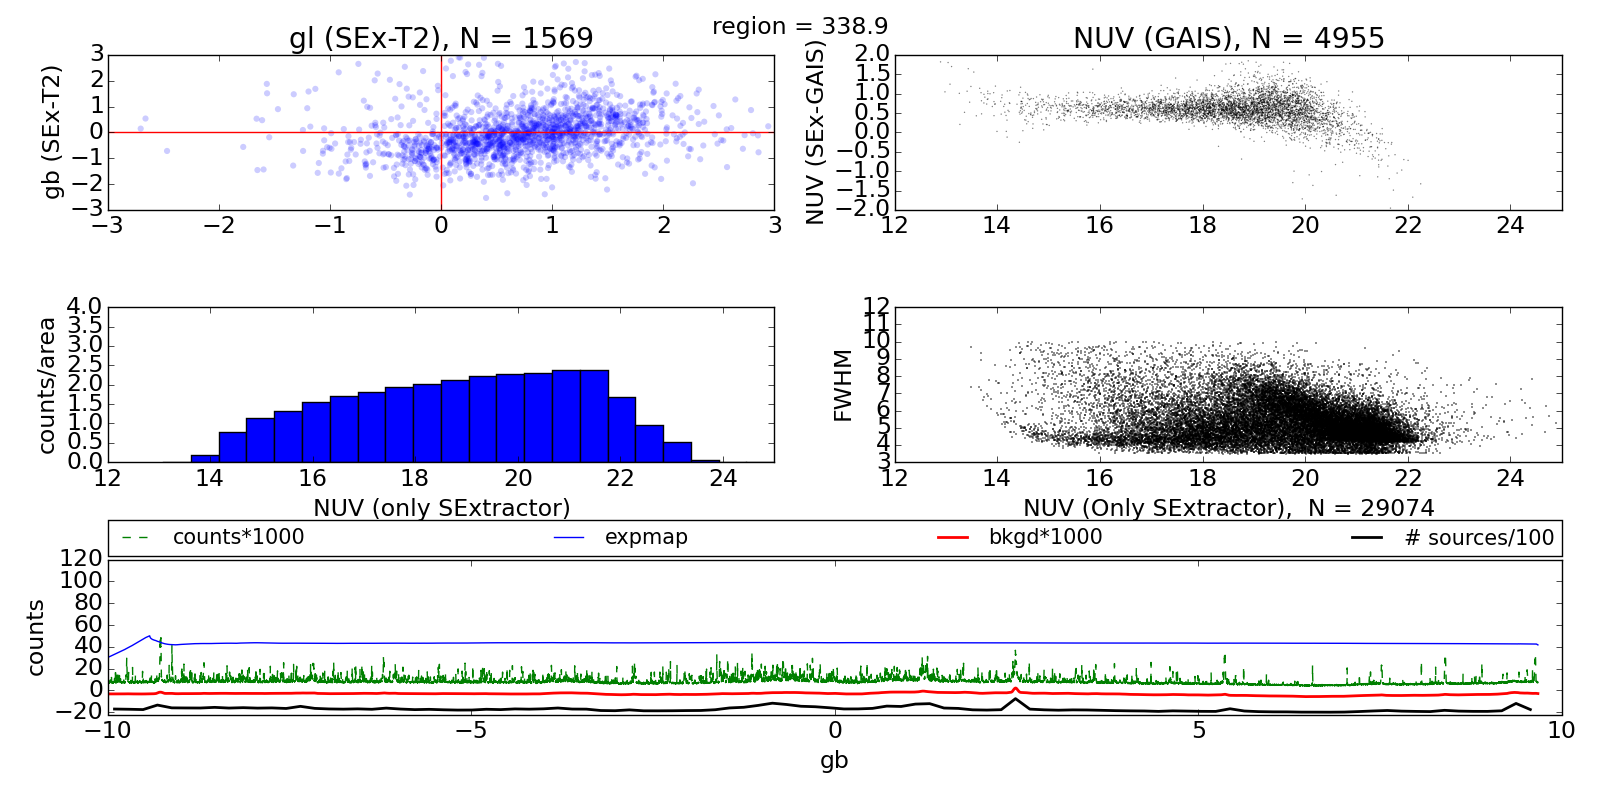 region = 338.9
gl (SEx-T2), N = 1569
gb (SEx-T2)
3
2
1
0
−1
−2
−3
−3 −2 −1 0 1 2 3
NUV (GAIS), N = 4955
NUV (SEx-GAIS)
2.0
1.5
1.0
0.5
0.0
−0.5
−1.0
−1.5
−2.0
12 14 16 18 20 22 24
counts/area
4.0
3.5
3.0
2.5
2.0
1.5
1.0
0.5
0.0
12 14 16 18 20 22 24
NUV (only SExtractor)
FWHM
12
11
10
9
8
7
6
5
4
3
12 14 16 18 20 22 24
NUV (Only SExtractor), N = 29074
counts*1000 expmap bkgd*1000 # sources/100
counts
120
100
80
60
40
20
0
−20
−10 −5 0 5 10
gb